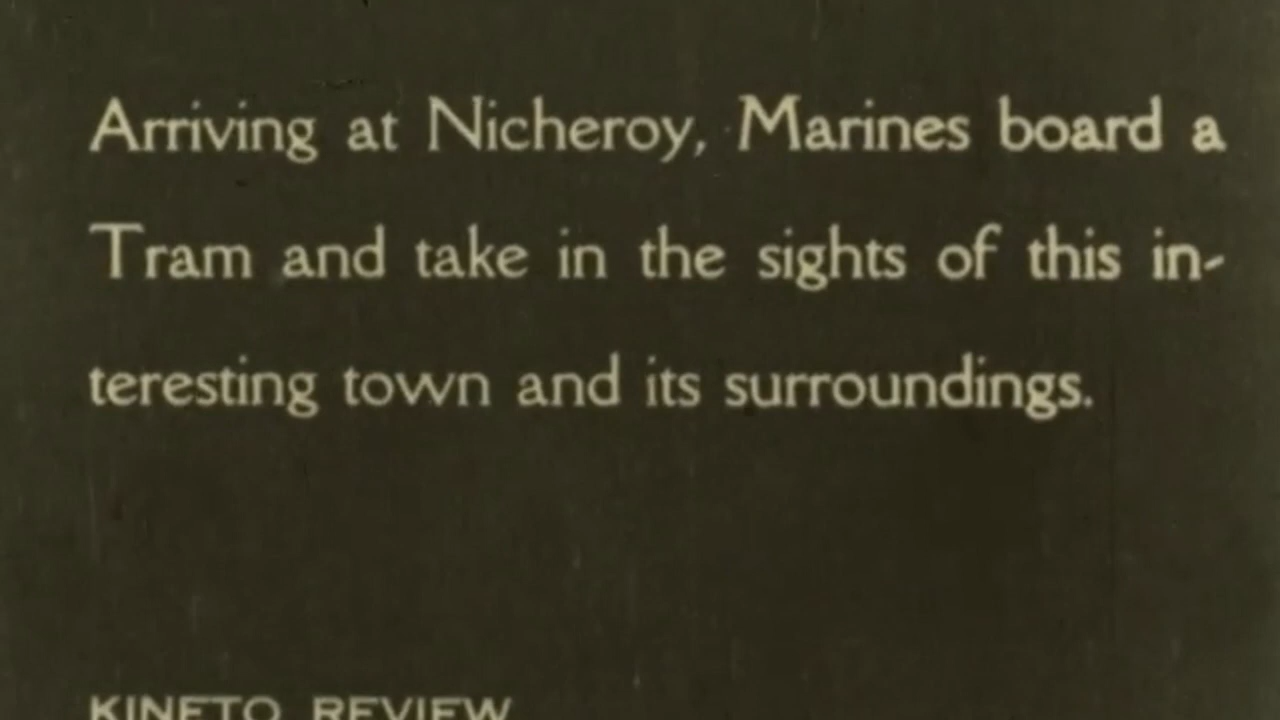 Arriving at Nicheroy, Marines board a
Tram and take in the sights of this in-
teresting town and its surroundings.
KINETO REVIEW